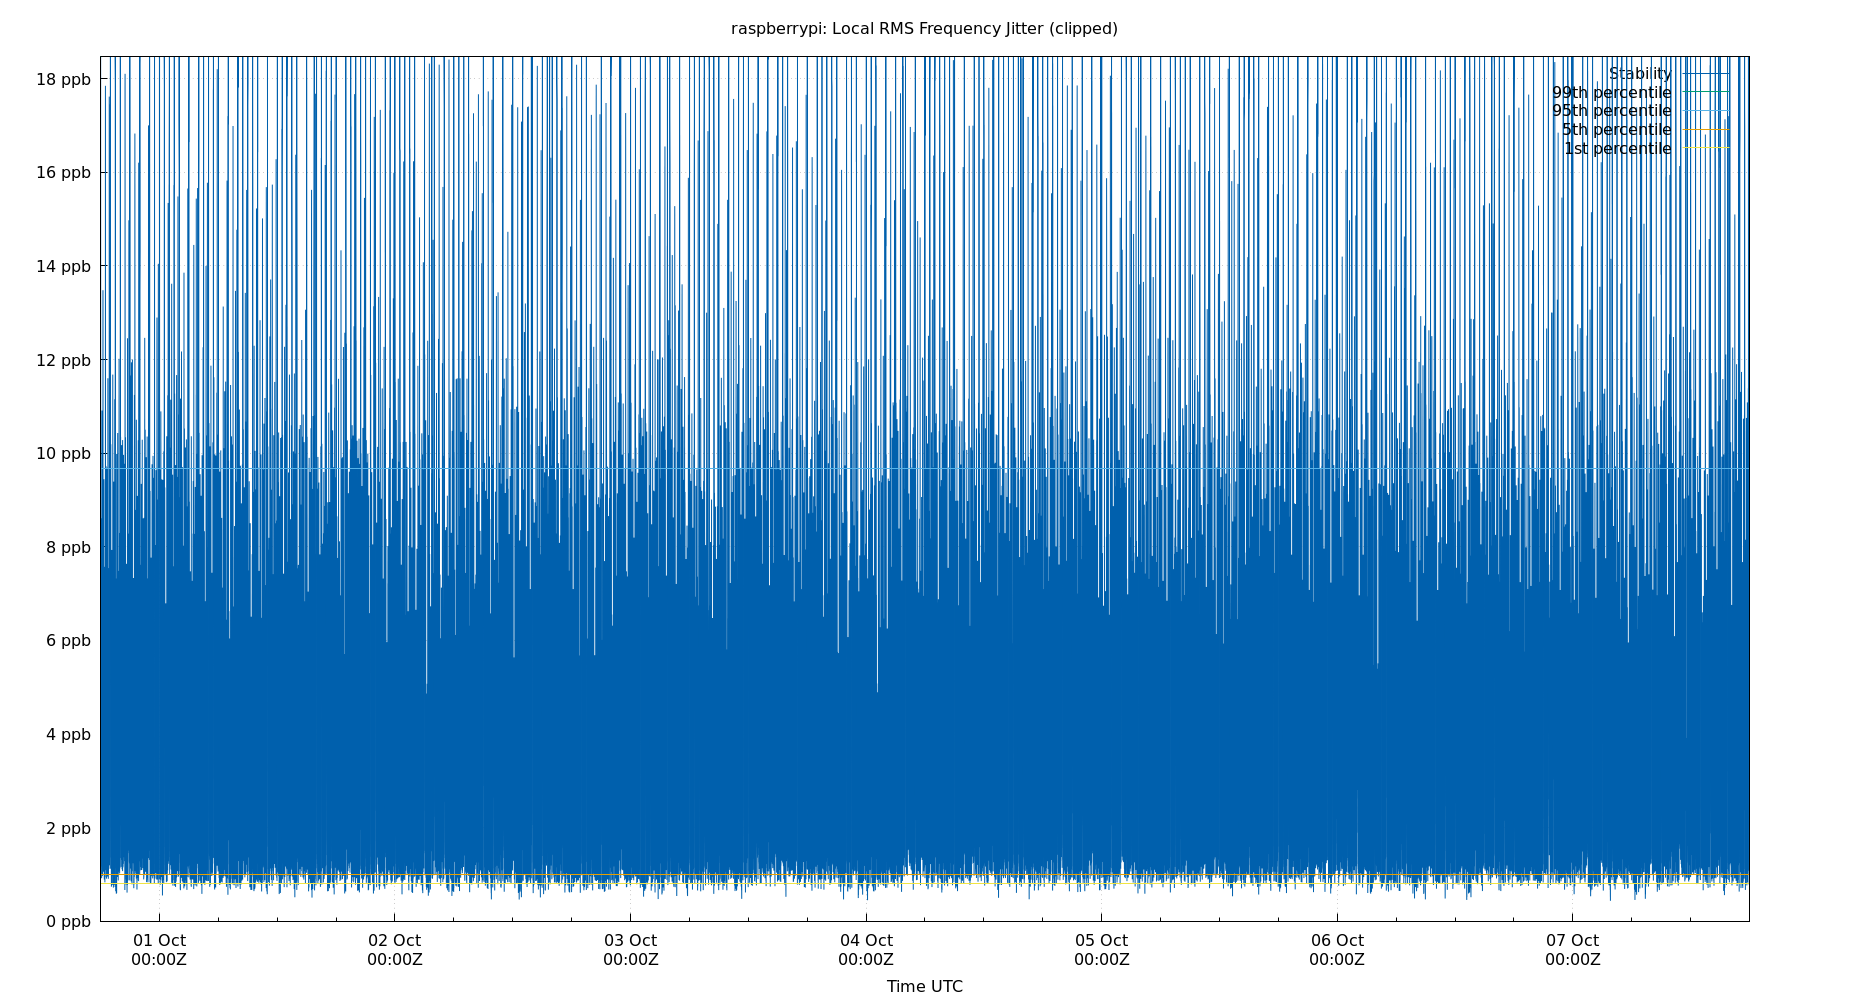 raspberrypi: Local RMS Frequency Jitter (clipped)
18 ppb
16 ppb
14 ppb
12 ppb
10 ppb
8 ppb
6 ppb
4 ppb
2 ppb
0 ppb
Stability
99th percentile
95th percentile
5th percentile
1st percentile
01 Oct
00:00Z
02 Oct
00:00Z
03 Oct
00:00Z
04 Oct
00:00Z
05 Oct
00:00Z
06 Oct
00:00Z
07 Oct
00:00Z
Time UTC